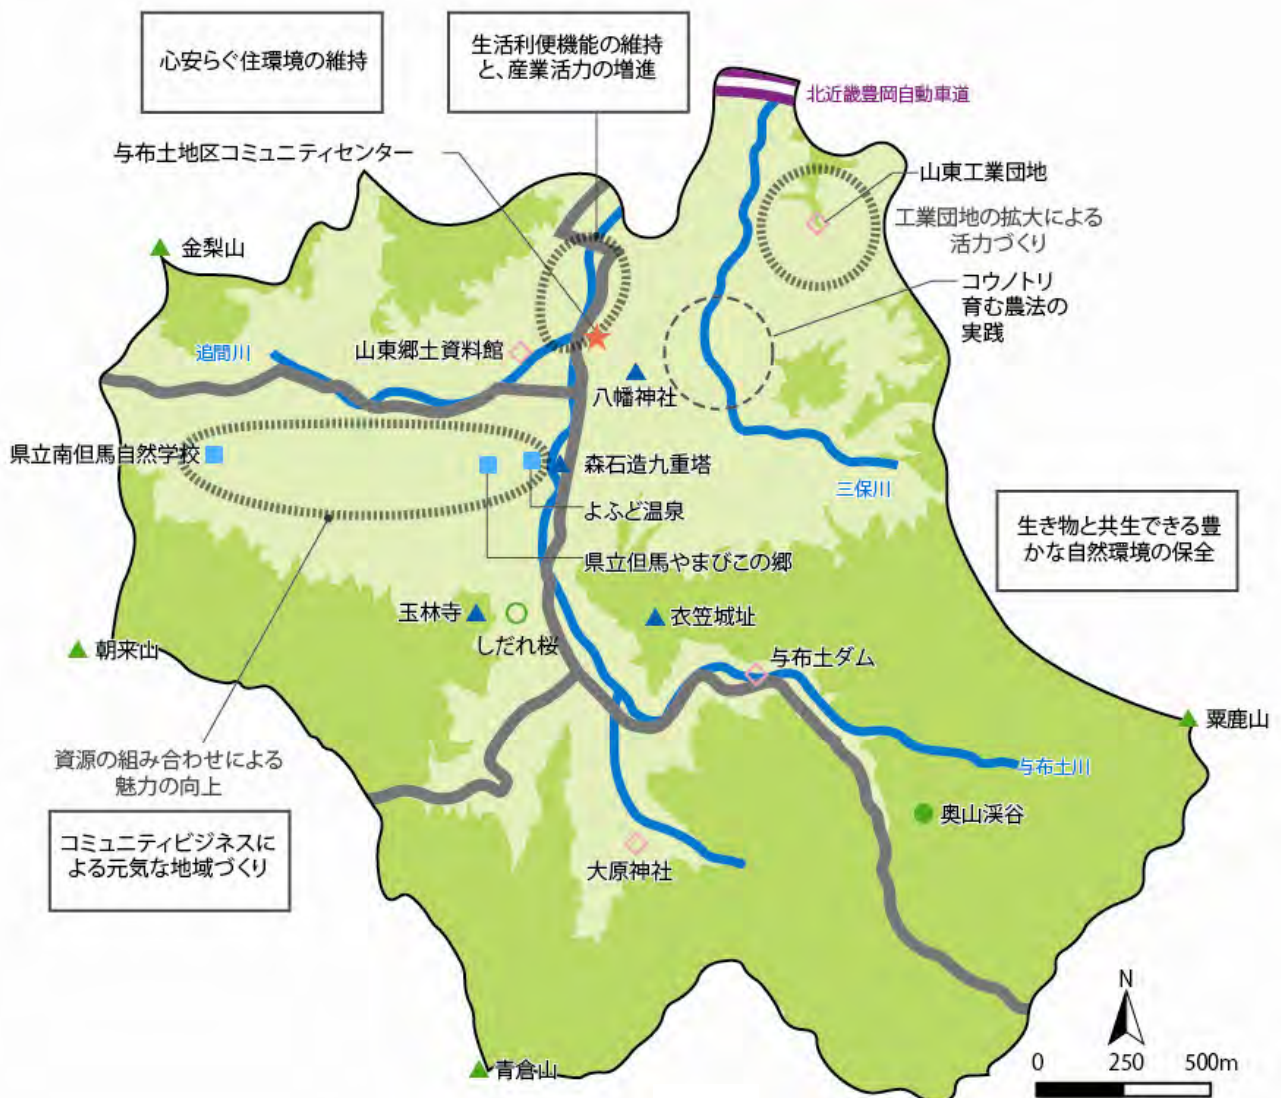 心安らぐ住環境の維持
生活利便機能の維持
と、産業活力の増進
北近畿豊岡自動車道
与布土地区コミュニティセンター
山東工業団地
工業団地の拡大による
活力づくり
金梨山
コウノトリ
育む農法の
実践
追間川
山東郷土資料館
八幡神社
県立南但馬自然学校
森石造九重塔
三保川
よふど温泉
生き物と共生できる豊
かな自然環境の保全
県立但馬やまびこの郷
玉林寺
しだれ桜
衣笠城址
朝来山
与布土ダム
粟鹿山
資源の組み合わせによる
魅力の向上
与布土川
奥山渓谷
コミュニティビジネスに
よる元気な地域づくり
大原神社
青倉山
N
0 250 500m